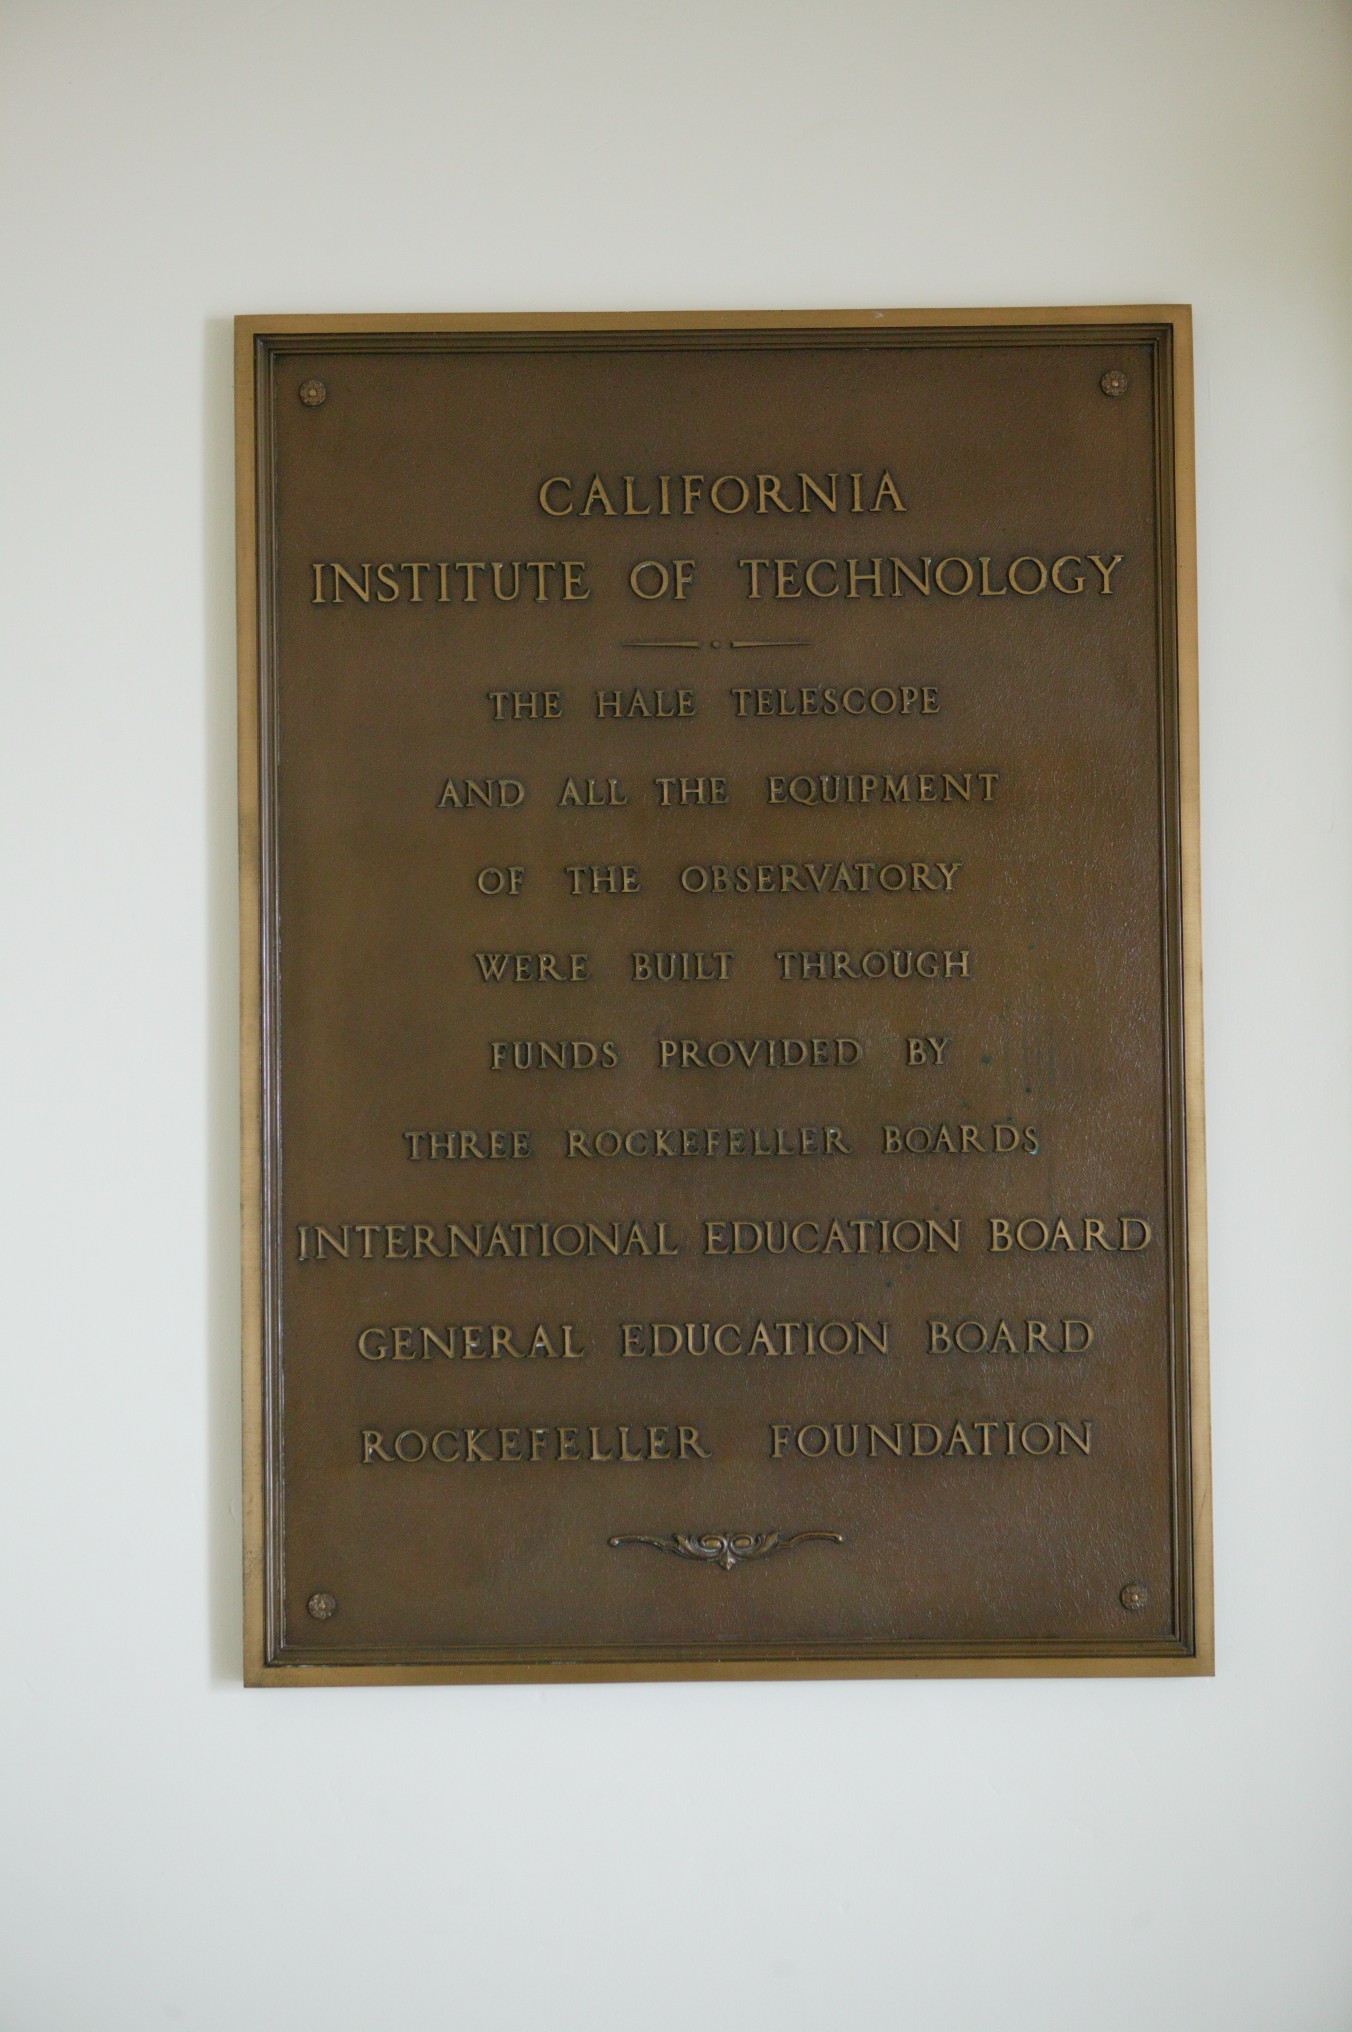 CALIFORNIA
INSTITUTE OF TECHNOLOGY
THE HALE TELESCOPE
AND ALL THE EQUIPMENT
OF THE OBSERVATORY
WERE BUILT THROUGH
FUNDS PROVIDED BY
THREE ROCKEFELLER BOARDS
INTERNATIONAL EDUCATION BOARD
GENERAL EDUCATION BOARD
ROCKEFELLER FOUNDATION